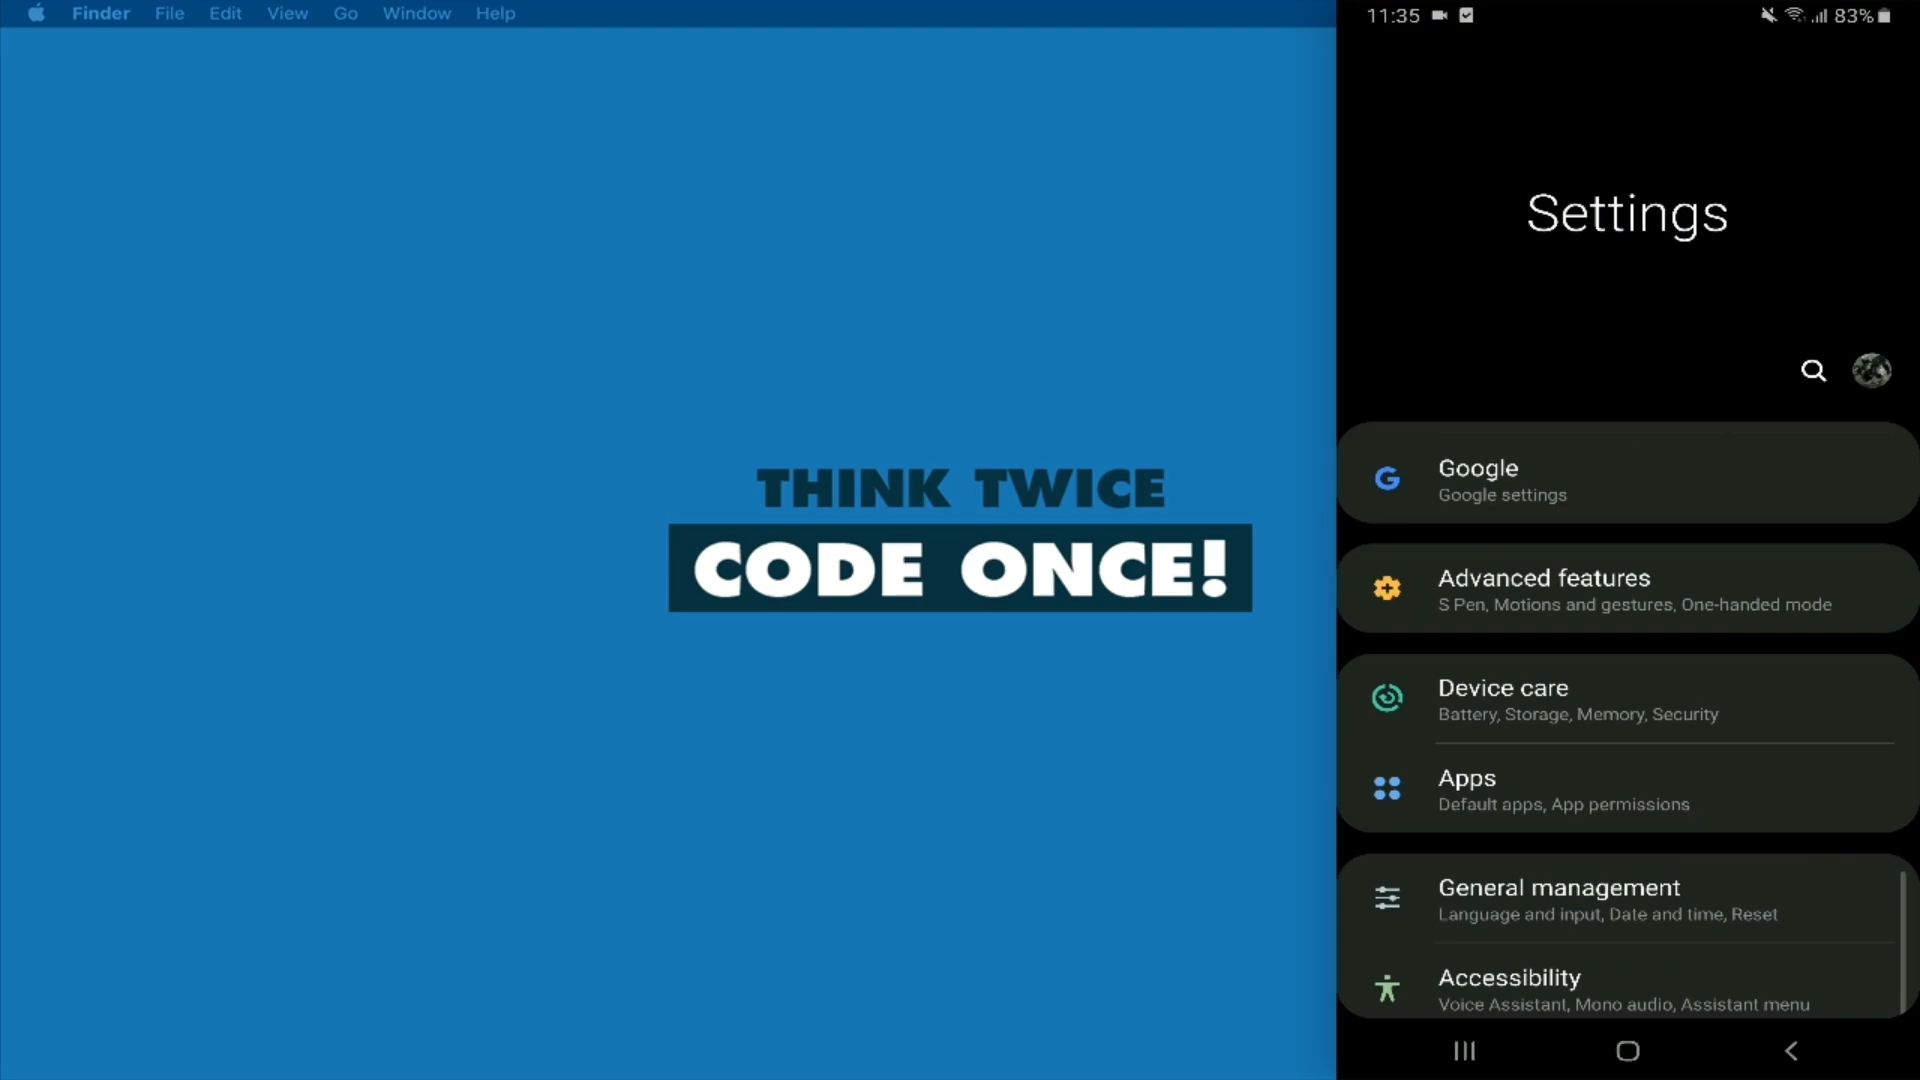 Finder File Edit View Go Window Help
THINK TWICE
CODE ONCE!
11:35 83%
Settings
Google
Google settings
Advanced features
S Pen, Motions and gestures, One-handed mode
Device care
Battery, Storage, Memory, Security
Apps
Default apps, App permissions
General management
Language and input, Date and time, Reset
Accessibility
Voice Assistant, Mono audio, Assistant menu